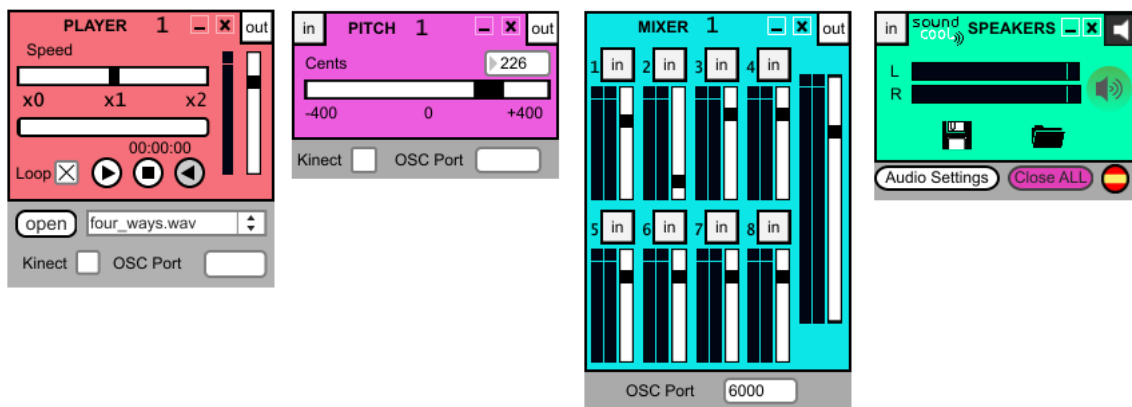 PLAYER 1 out
Speed
x0 x1 x2
00:00:00
Loop
open four_ways.wav
Kinect OSC Port
in PITCH 1 out
Cents 226
-400 0 +400
Kinect OSC Port
MIXER 1 out
1 in 2 in 3 in 4 in
5 in 6 in 7 in 8 in
OSC Port 6000
in sound cool SPEAKERS
L
R
Audio Settings Close ALL